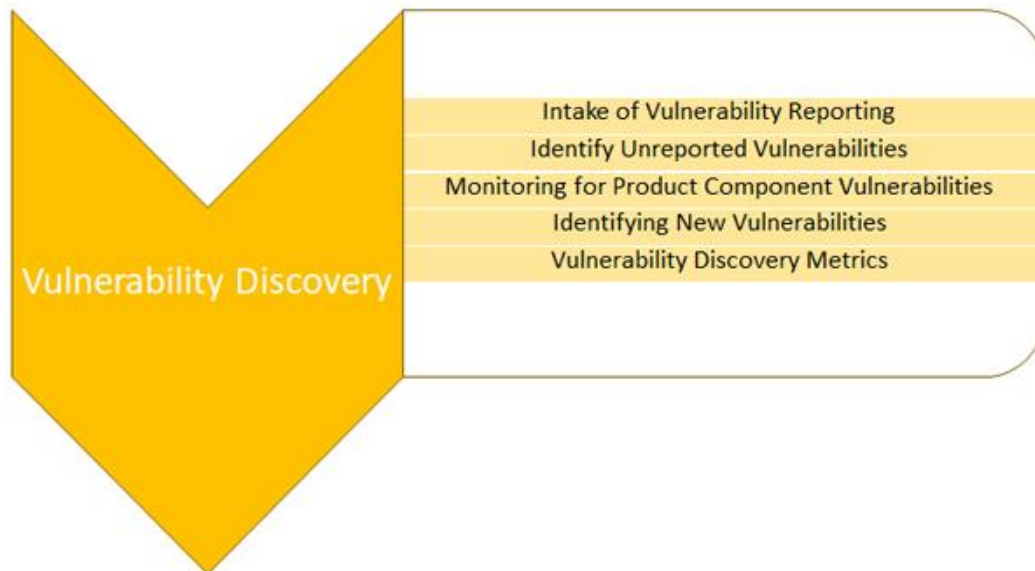 Vulnerability Discovery
Intake of Vulnerability Reporting
Identify Unreported Vulnerabilities
Monitoring for Product Component Vulnerabilities
Identifying New Vulnerabilities
Vulnerability Discovery Metrics